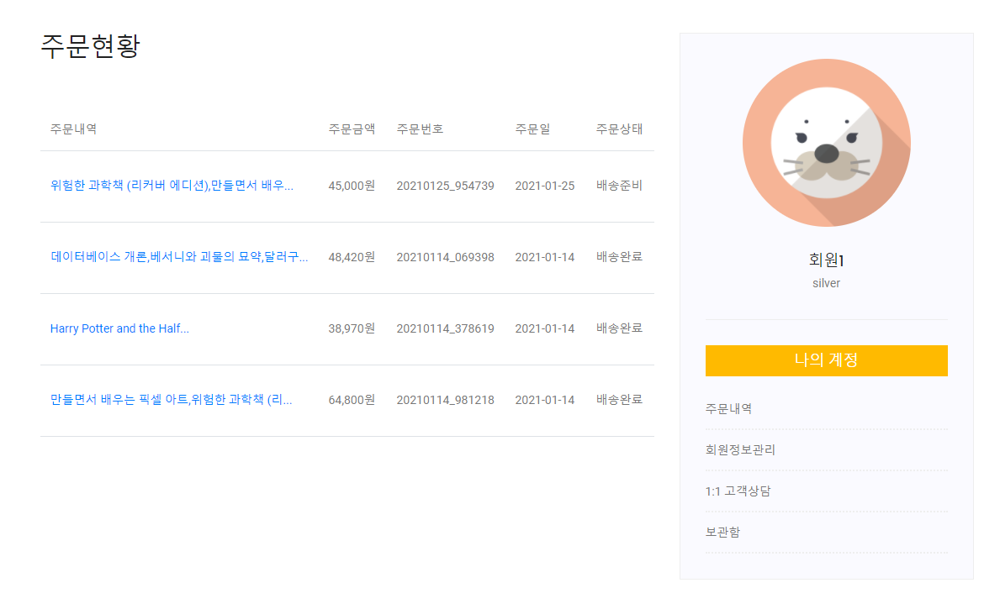 주문현황
주문내역 주문금액 주문번호 주문일 주문상태
위험한 과학책 (리커버 에디션),만들면서 배우... 45,000원 20210125_954739 2021-01-25 배송준비
데이터베이스 개론,베서니와 괴물의 묘약,달러구... 48,420원 20210114_069398 2021-01-14 배송완료
Harry Potter and the Half... 38,970원 20210114_378619 2021-01-14 배송완료
만들면서 배우는 픽셀 아트,위험한 과학책 (리... 64,800원 20210114_981218 2021-01-14 배송완료
회원1
silver
나의 계정
주문내역
회원정보관리
1:1 고객상담
보관함